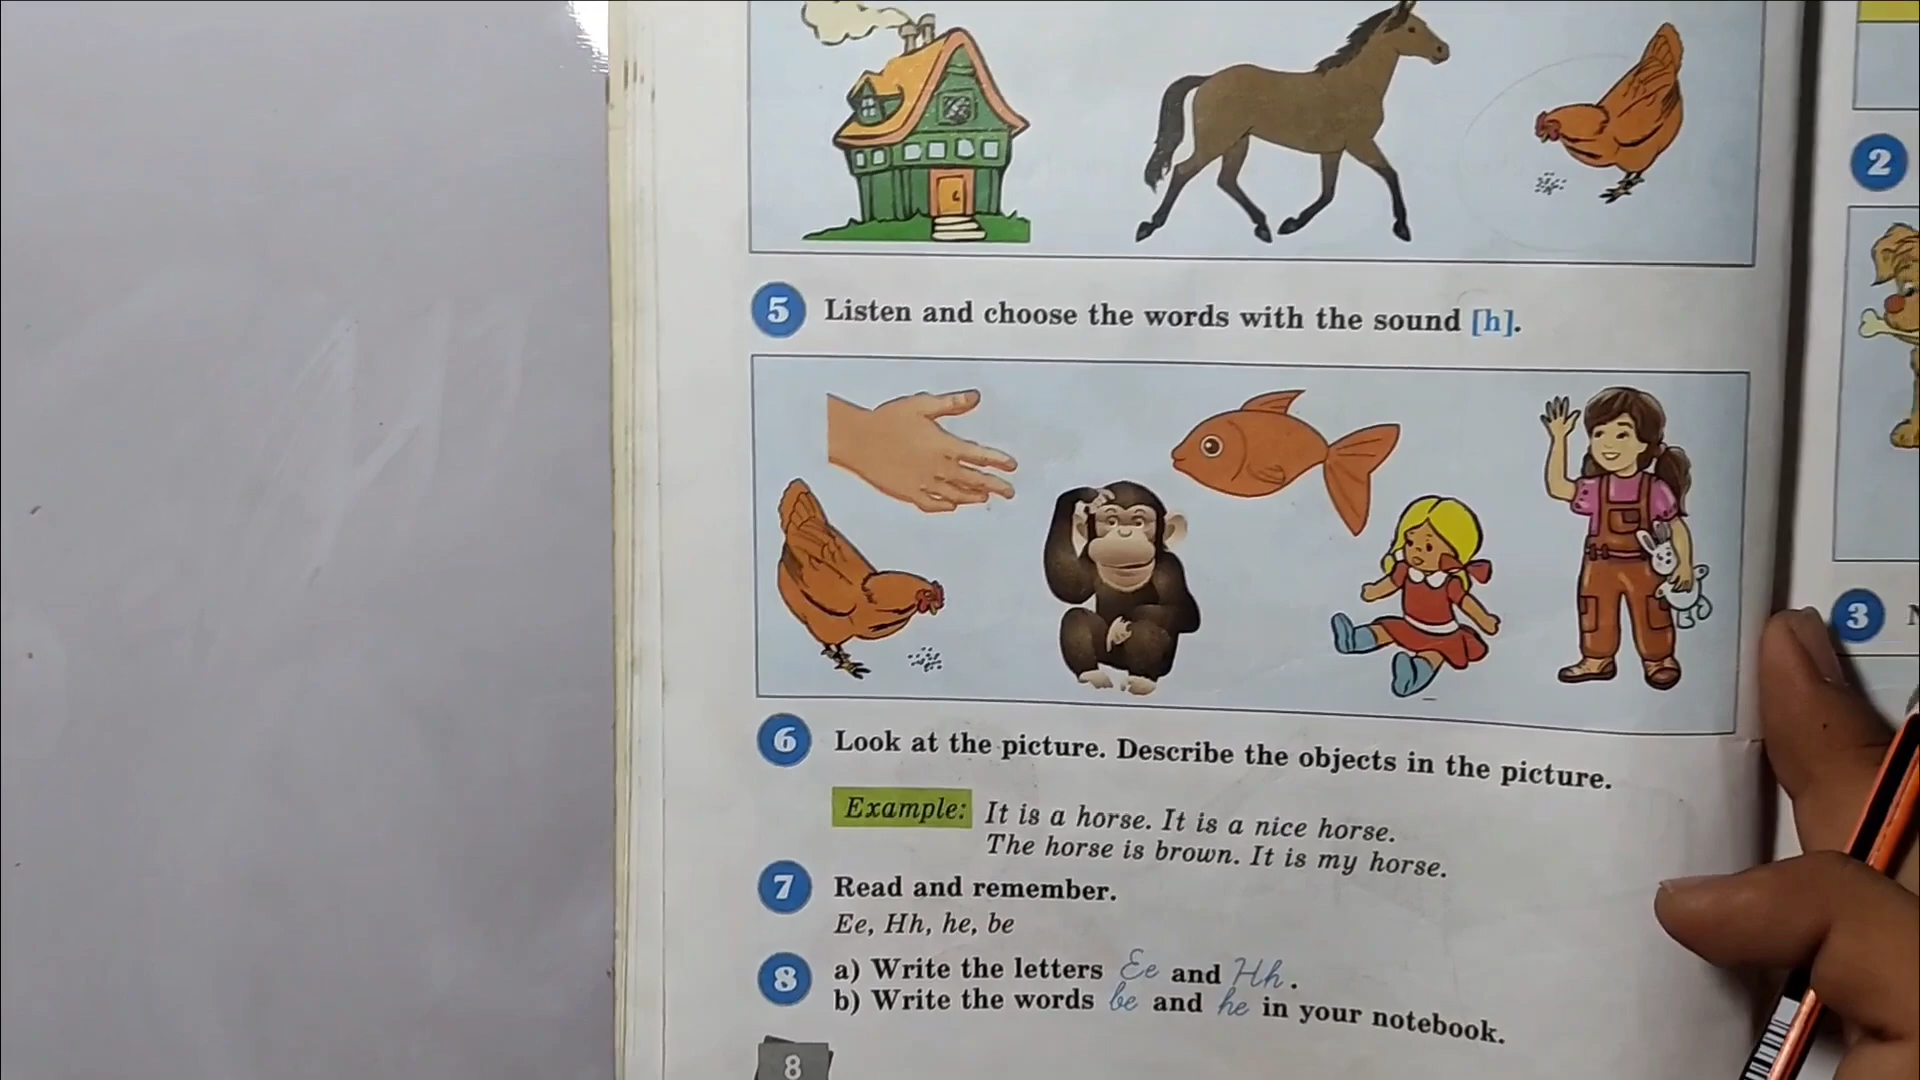 5 Listen and choose the words with the sound [h].
6 Look at the picture. Describe the objects in the picture.
Example: It is a horse. It is a nice horse.
The horse is brown. It is my horse.
7 Read and remember.
Ee, Hh, he, be
8 a) Write the letters Ee and Hh.
b) Write the words be and he in your notebook.
8
2
3